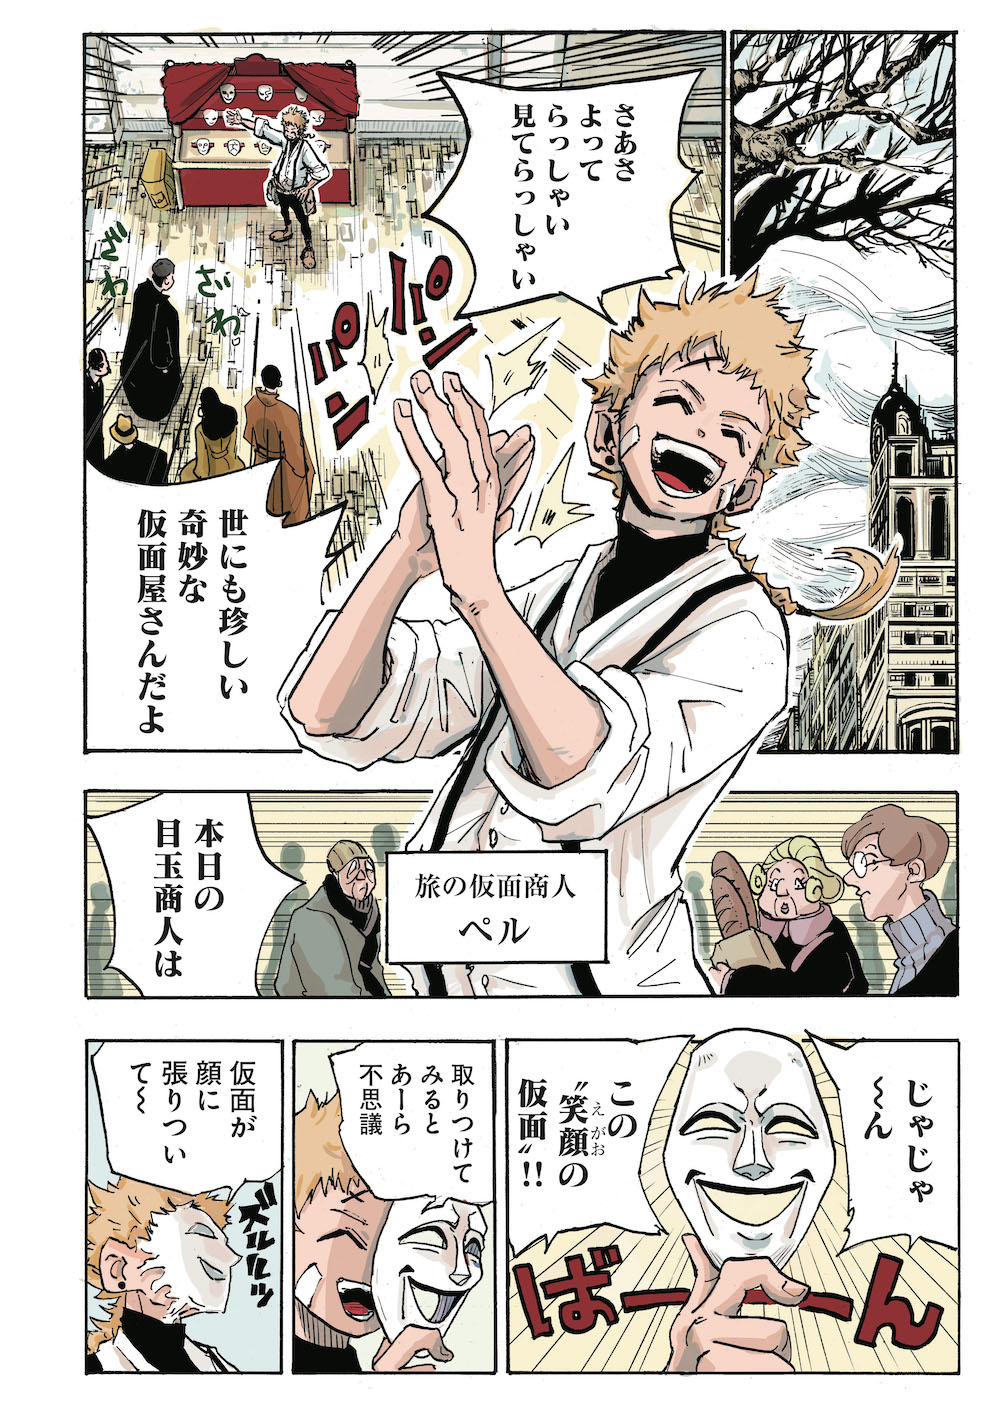 さあさ
よって
らっしゃい
見てらっしゃい
パン
パン
ざわ
ざわ
世にも珍しい
奇妙な
仮面屋さんだよ
旅の仮面商人
ペル
本日の
目玉商人は
じゃじゃ
〜ん
この
〝笑顔の
えがお
仮面〟!!
ばーーん
取りつけて
みると
あーら
不思議
仮面が
顔に
張りつい
て〜
ズルルルッ